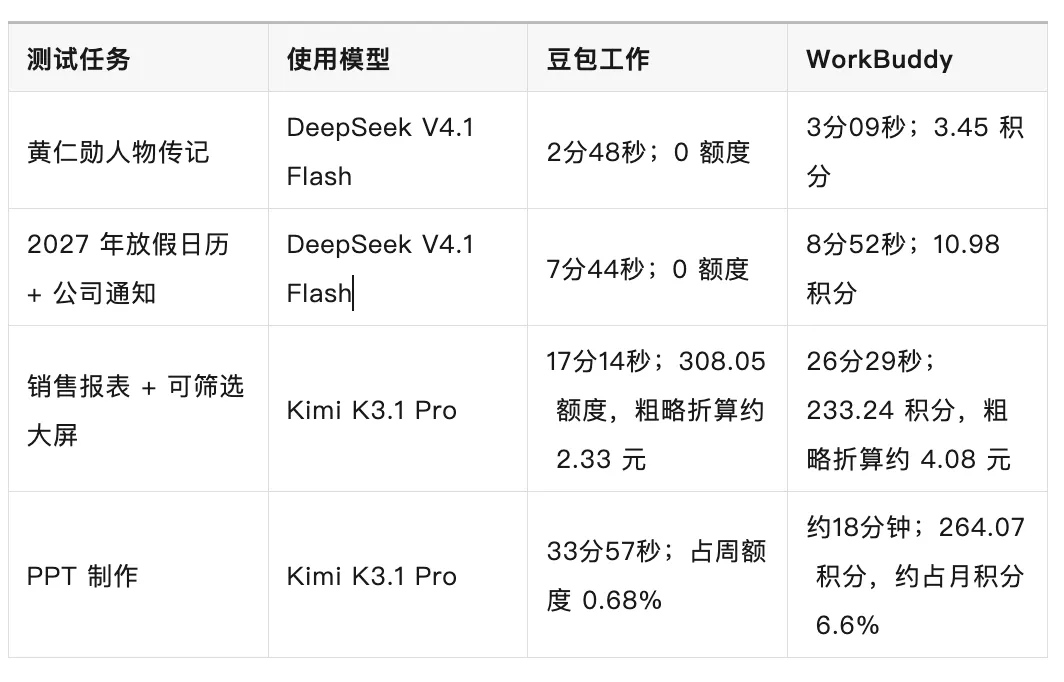 测试任务
使用模型
豆包工作
WorkBuddy
黄仁勋人物传记
DeepSeek V4.1
Flash
2分48秒；0 额度
3分09秒；3.45 积
分
2027 年放假日历
+ 公司通知
DeepSeek V4.1
Flash
7分44秒；0 额度
8分52秒；10.98
积分
销售报表 + 可筛选
大屏
Kimi K3.1 Pro
17分14秒；308.05
额度，粗略折算约
2.33 元
26分29秒；
233.24 积分，粗
略折算约 4.08 元
PPT 制作
Kimi K3.1 Pro
33分57秒；占周额
度 0.68%
约18分钟；264.07
积分，约占月积分
6.6%